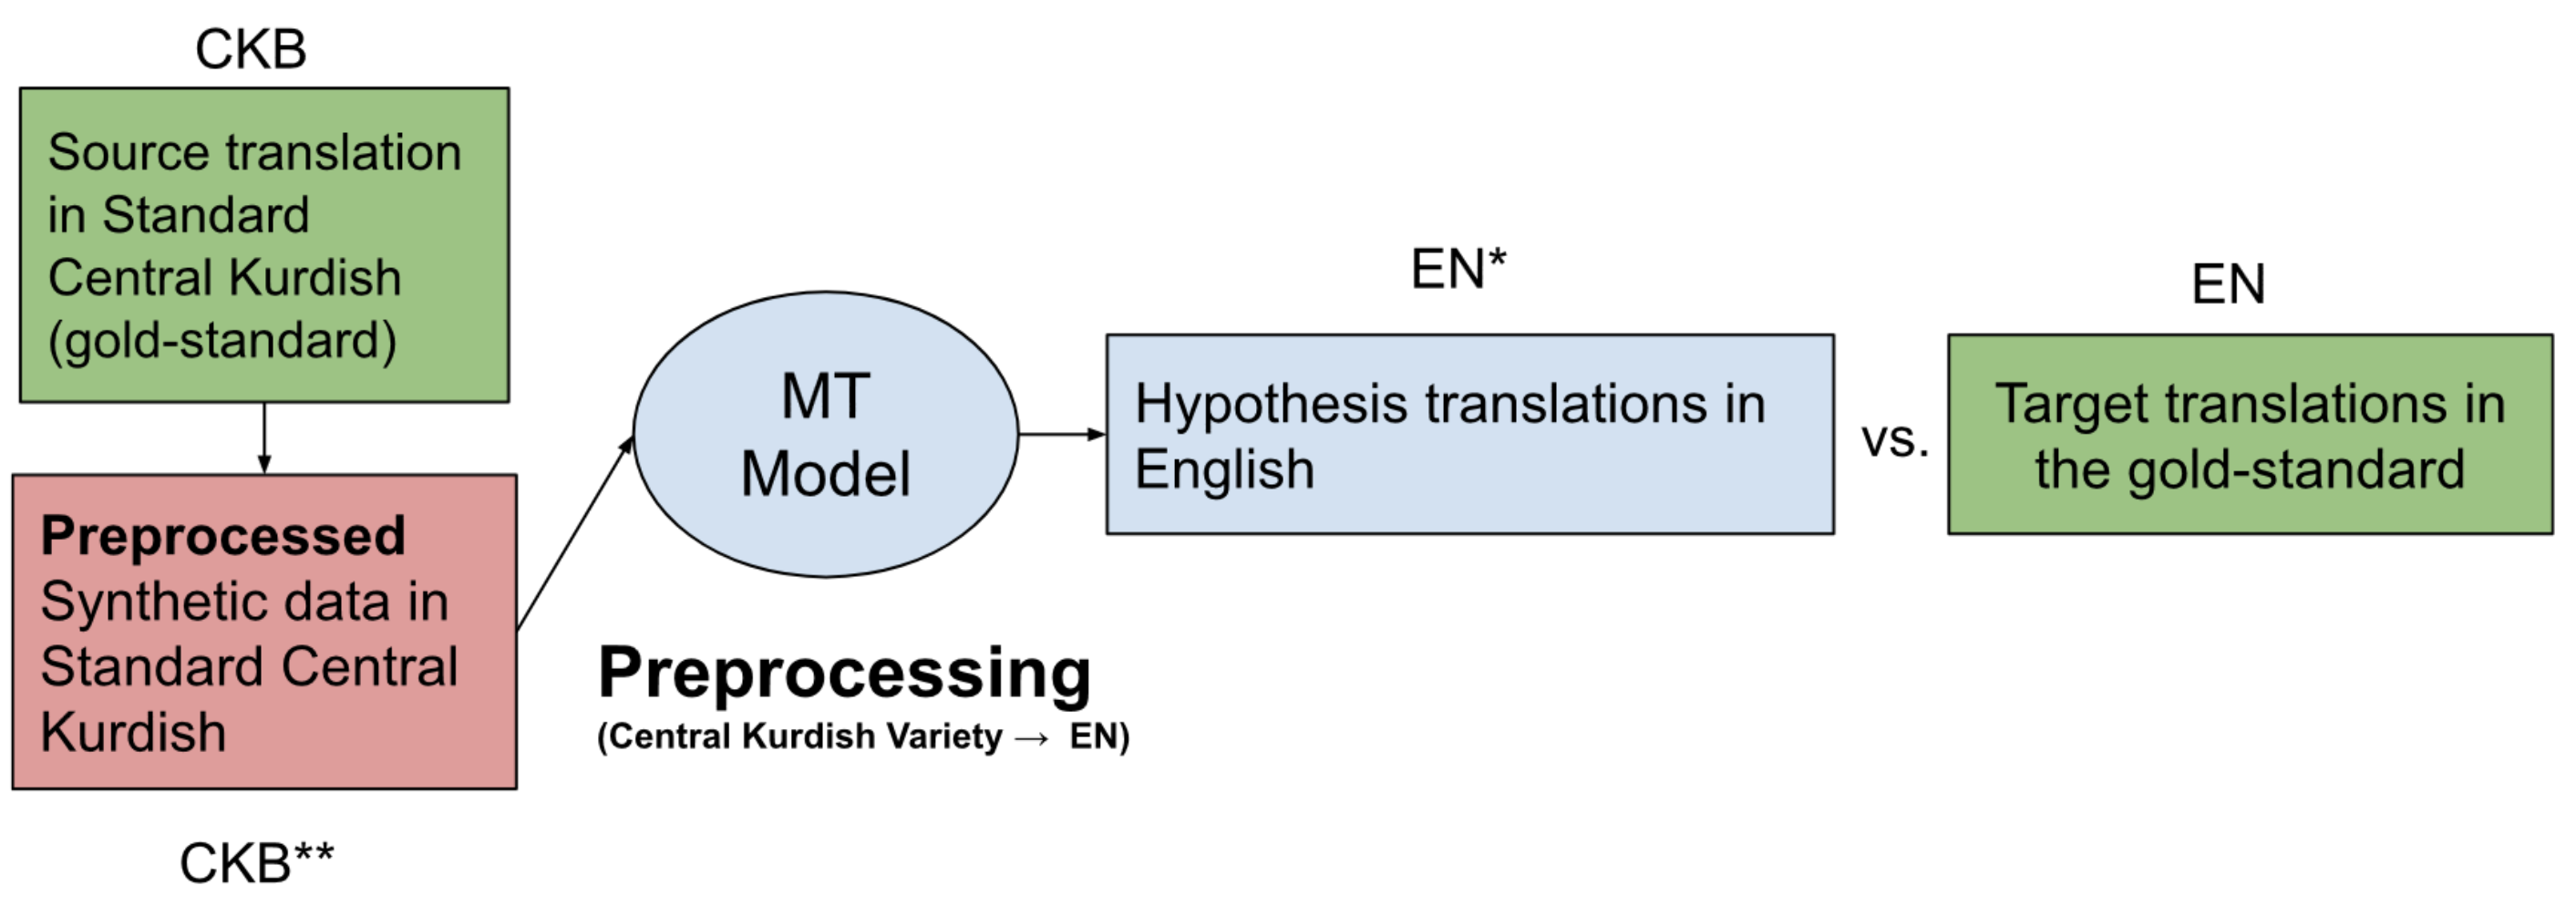 CKB
Source translation
in Standard
Central Kurdish
(gold-standard)
Preprocessed
Synthetic data in
Standard Central
Kurdish
CKB**
MT
Model
Preprocessing
(Central Kurdish Variety → EN)
EN*
Hypothesis translations in
English
vs.
EN
Target translations in
the gold-standard